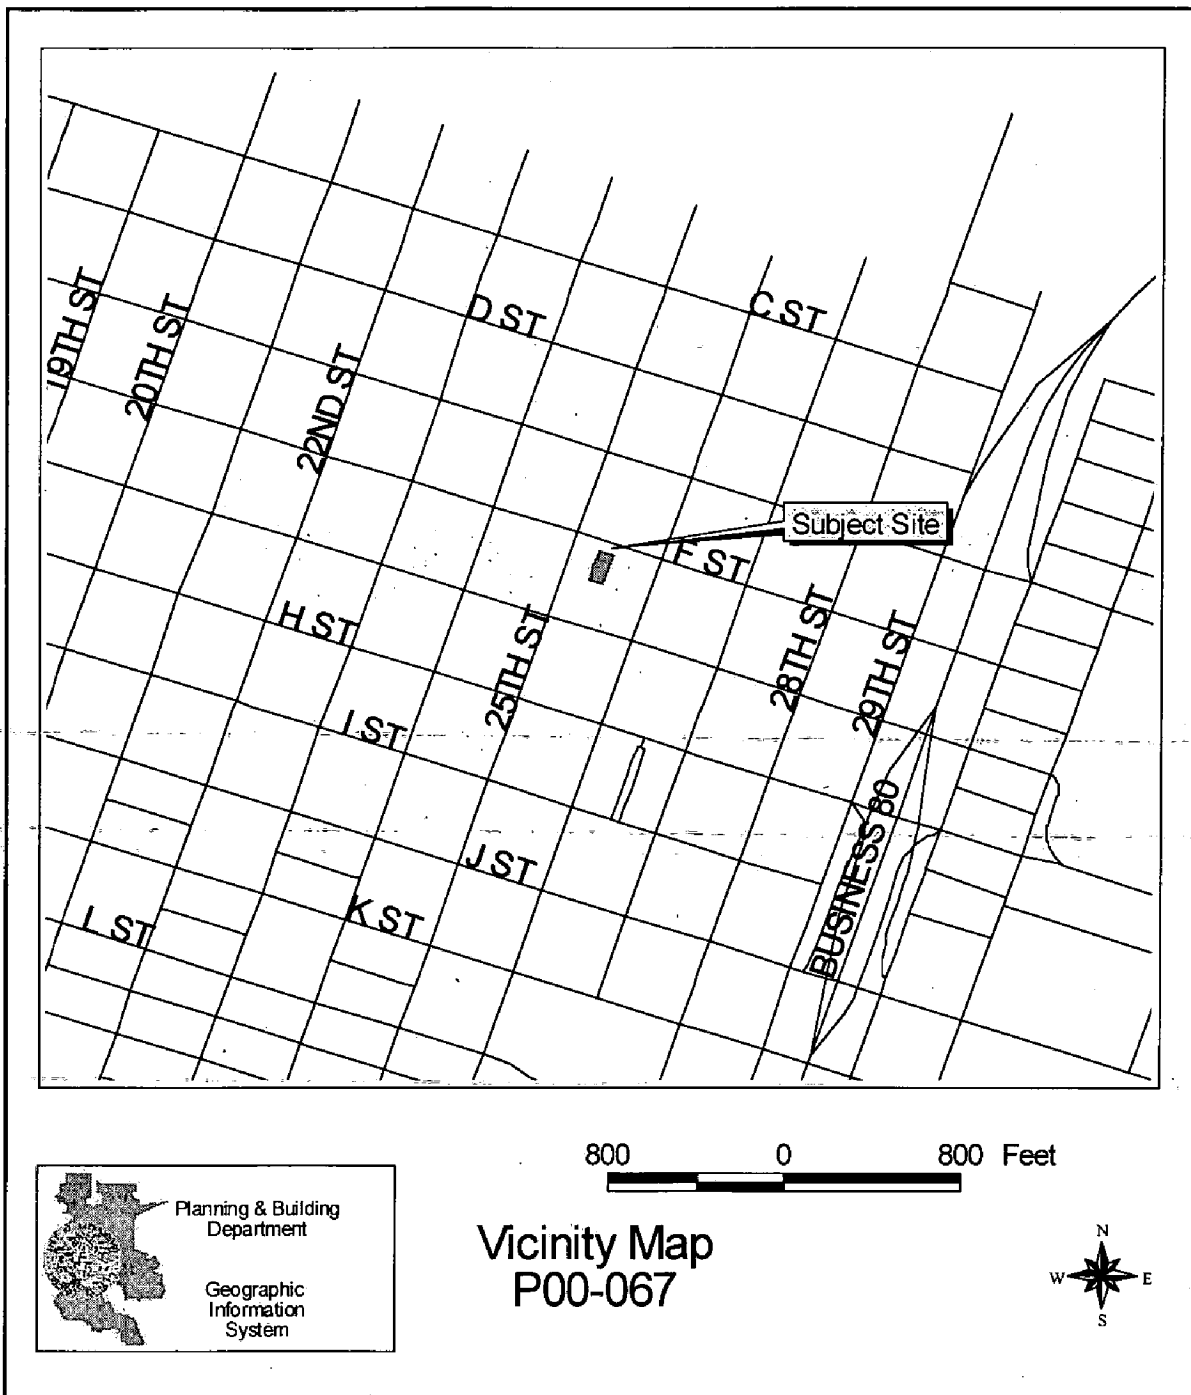 C ST
D ST
19TH ST
20TH ST
22ND ST
Subject Site
F ST
H ST
25TH ST
28TH ST
29TH ST
I ST
BUSINESS 80
J ST
K ST
L ST
800 0 800 Feet
Planning & Building
Department
Geographic
Information
System
Vicinity Map
P00-067
N
W E
S